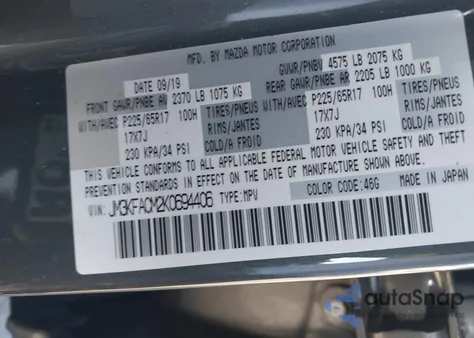 MFD. BY MAZDA MOTOR CORPORATION
DATE 09/19
GVWR/PNBV 4575 LB 2075 KG
FRONT GAWR/PNBE AV 2370 LB 1075 KG
REAR GAWR/PNBE AR 2205 LB 1000 KG
WITH/AVEC P225/65R17 100H TIRES/PNEUS
WITH/AVEC P225/65R17 100H TIRES/PNEUS
17X7J RIMS/JANTES
17X7J RIMS/JANTES
230 KPA/34 PSI COLD/A FROID
230 KPA/34 PSI COLD/A FROID
THIS VEHICLE CONFORMS TO ALL APPLICABLE FEDERAL MOTOR VEHICLE SAFETY AND THEFT
PREVENTION STANDARDS IN EFFECT ON THE DATE OF MANUFACTURE SHOWN ABOVE.
VIN: JM3KFACM2K0694406 TYPE:MPV
COLOR CODE:46G
MADE IN JAPAN
autoSnap